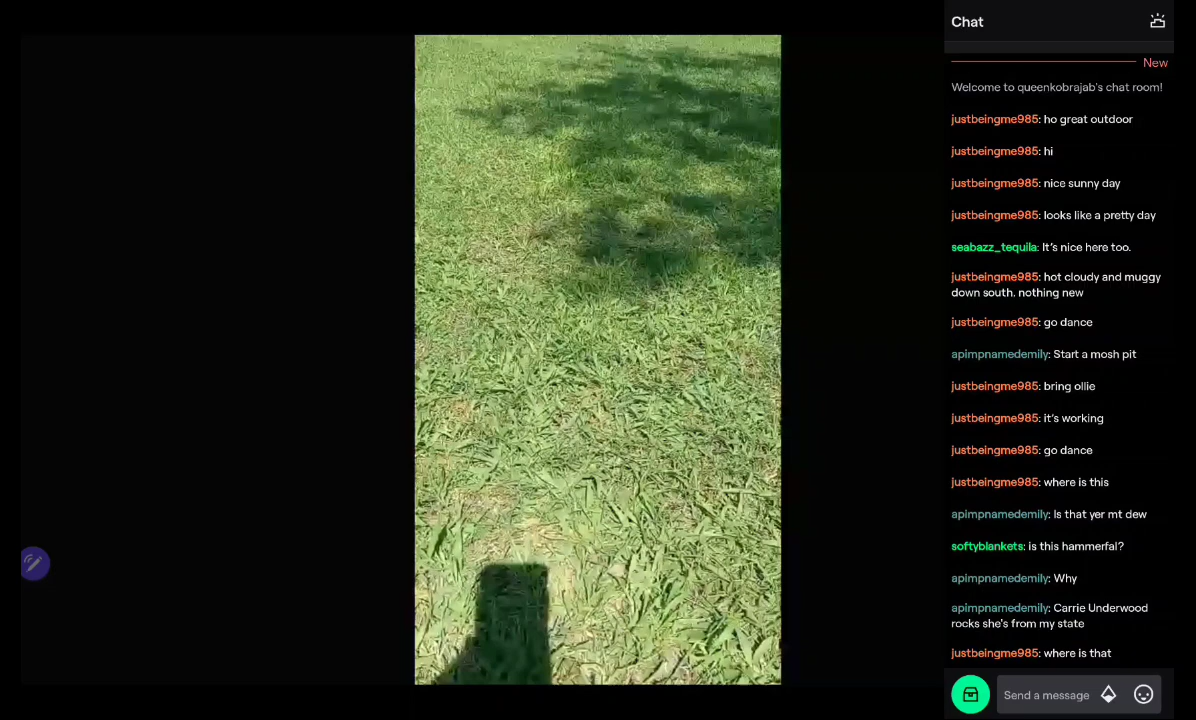 Chat
New
Welcome to queenkobrajab's chat room!
justbeingme985: ho great outdoor
justbeingme985: hi
justbeingme985: nice sunny day
justbeingme985: looks like a pretty day
seabazz_tequila: It's nice here too.
justbeingme985: hot cloudy and muggy
down south. nothing new
justbeingme985: go dance
apimpnamedemily: Start a mosh pit
justbeingme985: bring ollie
justbeingme985: it's working
justbeingme985: go dance
justbeingme985: where is this
apimpnamedemily: Is that yer mt dew
softyblankets: is this hammerfal?
apimpnamedemily: Why
apimpnamedemily: Carrie Underwood
rocks she's from my state
justbeingme985: where is that
Send a message